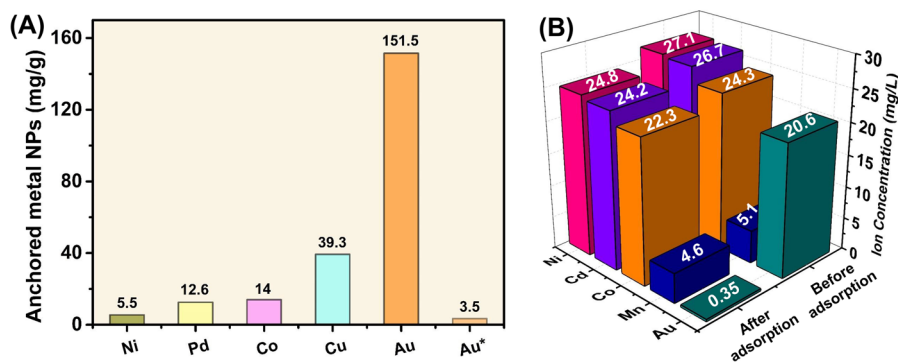 (A)
Anchored metal NPs (mg/g)
160
120
80
40
0
5.5
12.6
14
39.3
151.5
3.5
Ni
Pd
Co
Cu
Au
Au*
(B)
24.8
27.1
24.2
26.7
22.3
24.3
4.6
5.1
0.35
20.6
30
25
20
15
10
5
0
Ion Concentration (mg/L)
Ni
Cd
Co
Mn
Au
After
adsorption
Before
adsorption